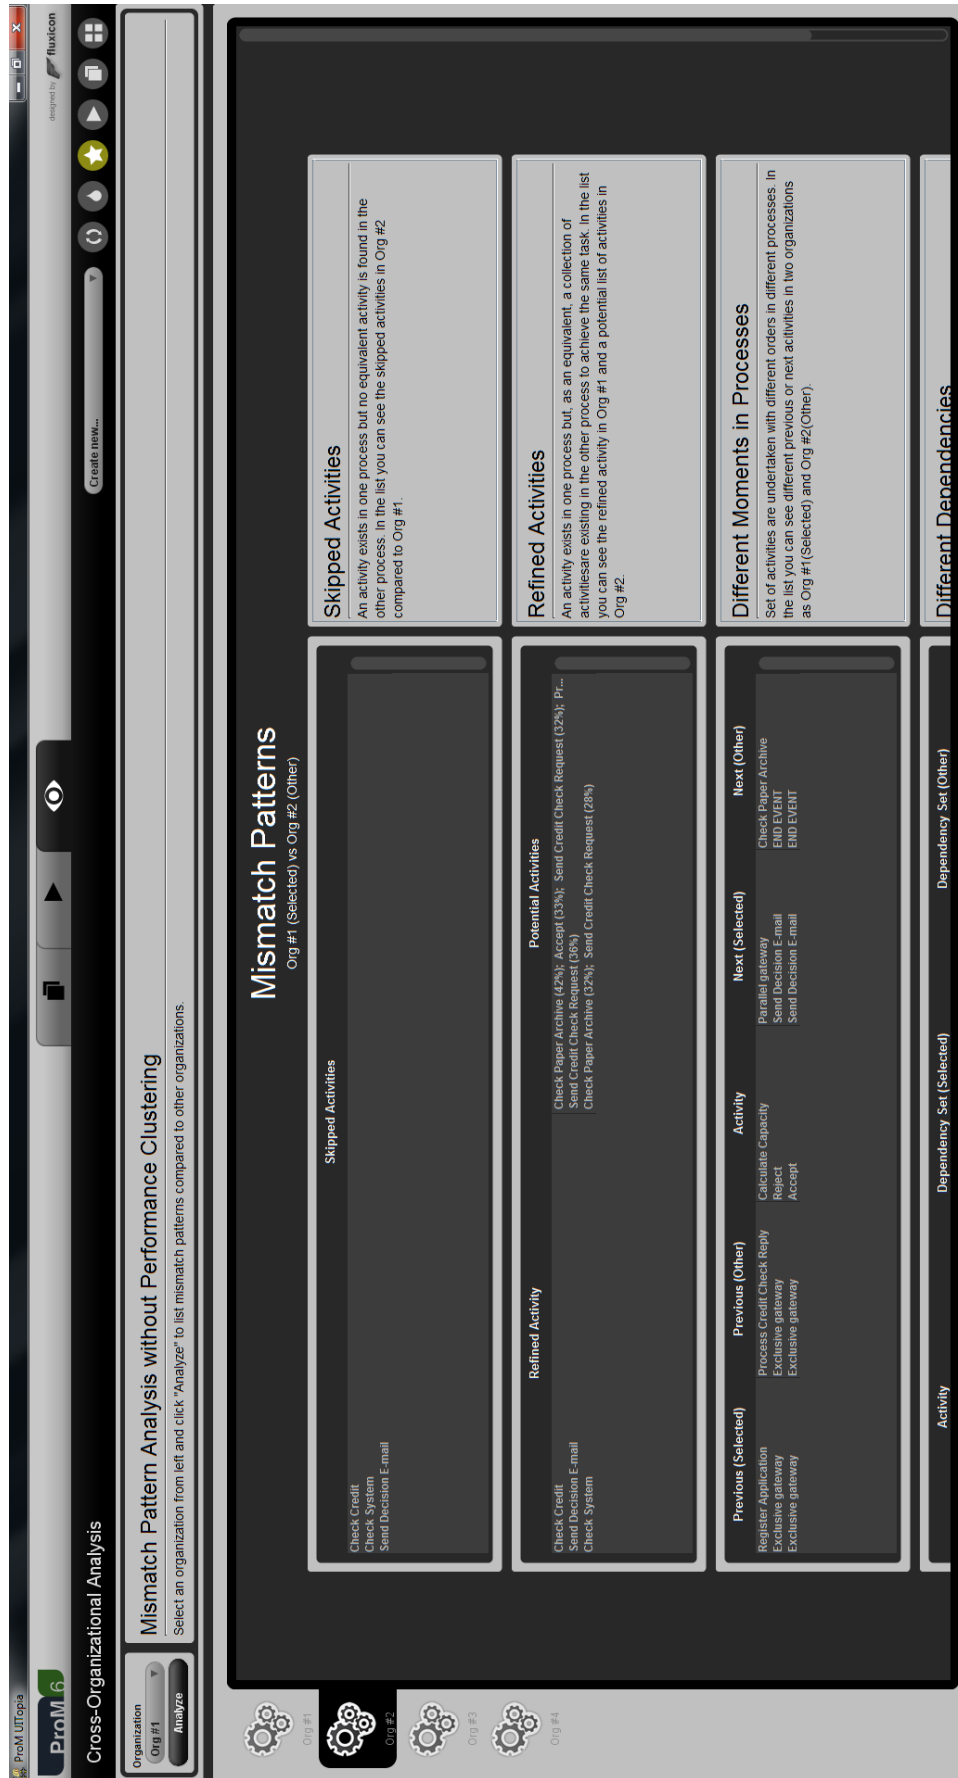 ProM UITopia
ProM 6
designed by fluxicon
Cross-Organizational Analysis
Create new...
Organization
Org #1
Analyze
Mismatch Pattern Analysis without Performance Clustering
Select an organization from left and click "Analyze" to list mismatch patterns compared to other organizations.
Org #1
Org #2
Org #3
Org #4
Mismatch Patterns
Org #1 (Selected) vs Org #2 (Other)
Skipped Activities
Check Credit
Check System
Send Decision E-mail
Skipped Activities
An activity exists in one process but no equivalent activity is found in the
other process. In the list you can see the skipped activities in Org #2
compared to Org #1.
Refined Activity Potential Activities
Check Credit Check Paper Archive (42%); Accept (33%); Send Credit Check Request (32%); Pr...
Send Decision E-mail Send Credit Check Request (36%)
Check System Check Paper Archive (32%); Send Credit Check Request (28%)
Refined Activities
An activity exists in one process but, as an equivalent, a collection of
activitiesare existing in the other process to achieve the same task. In the list
you can see the refined activity in Org #1 and a potential list of activities in
Org #2.
Previous (Selected) Previous (Other) Activity Next (Selected) Next (Other)
Register Application Process Credit Check Reply Calculate Capacity Parallel gateway Check Paper Archive
Exclusive gateway Exclusive gateway Reject Send Decision E-mail END EVENT
Exclusive gateway Exclusive gateway Accept Send Decision E-mail END EVENT
Different Moments in Processes
Set of activities are undertaken with different orders in different processes. In
the list you can see different previous or next acitivities in two organizations
as Org #1(Selected) and Org #2(Other).
Activity Dependency Set (Selected) Dependency Set (Other)
Different Dependencies